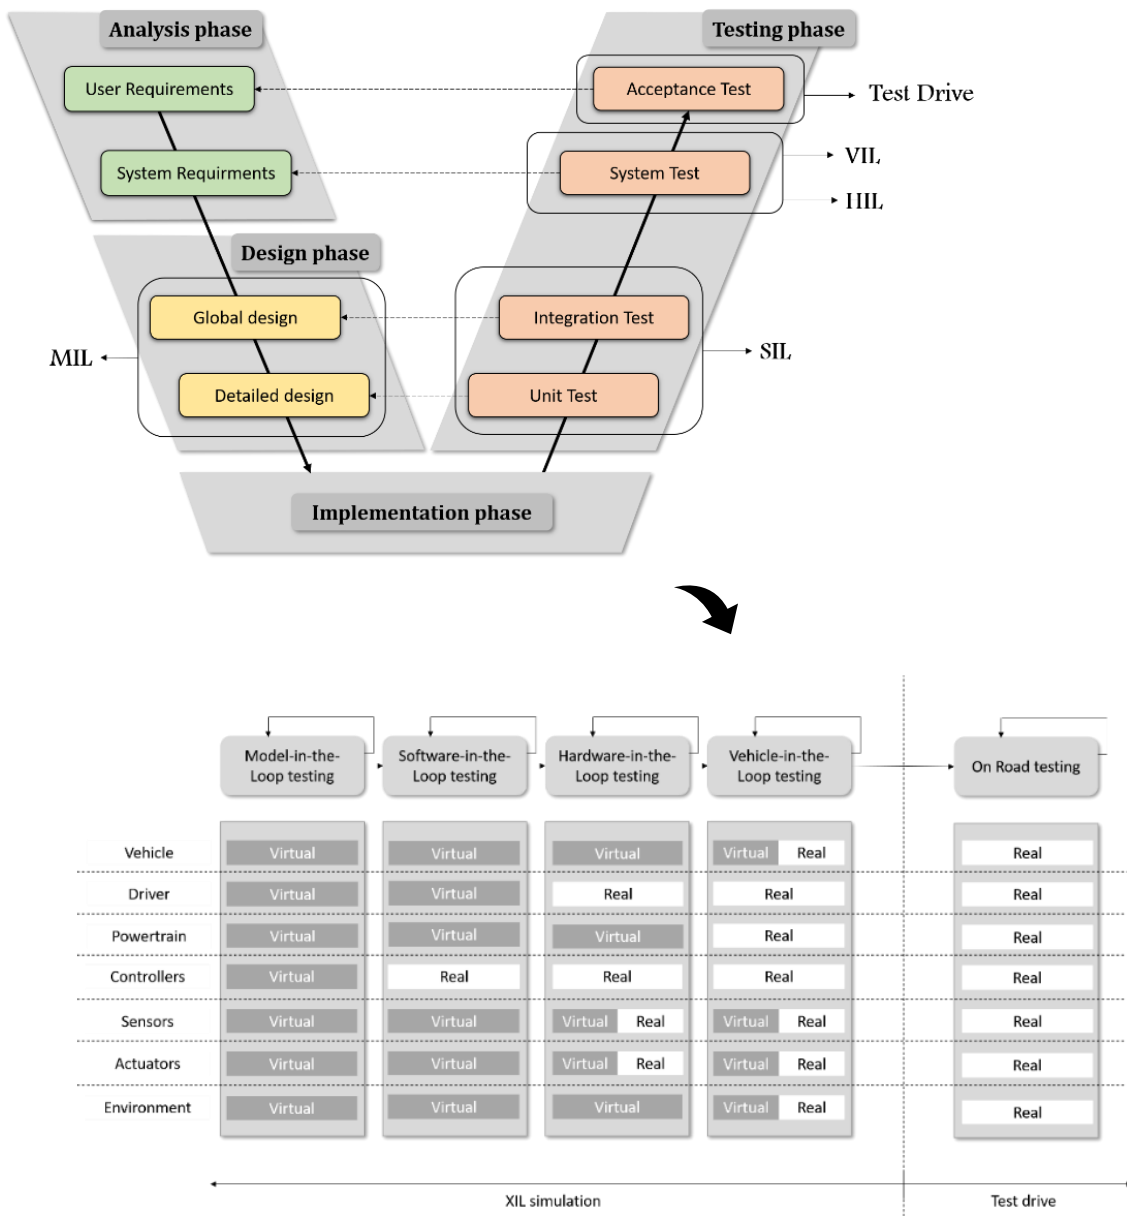 Analysis phase
Testing phase
User Requirements
Acceptance Test
Test Drive
System Requirments
System Test
VIL
HIL
Design phase
Global design
Integration Test
MIL
SIL
Detailed design
Unit Test
Implementation phase
Model-in-the-
Loop testing
Software-in-the-
Loop testing
Hardware-in-the-
Loop testing
Vehicle-in-the-
Loop testing
On Road testing
Vehicle Virtual Virtual Virtual Virtual Real Real
Driver Virtual Virtual Real Real Real
Powertrain Virtual Virtual Virtual Real Real
Controllers Virtual Real Real Real Real
Sensors Virtual Virtual Virtual Real Virtual Real Real
Actuators Virtual Virtual Virtual Real Virtual Real Real
Environment Virtual Virtual Virtual Virtual Real Real
XIL simulation
Test drive